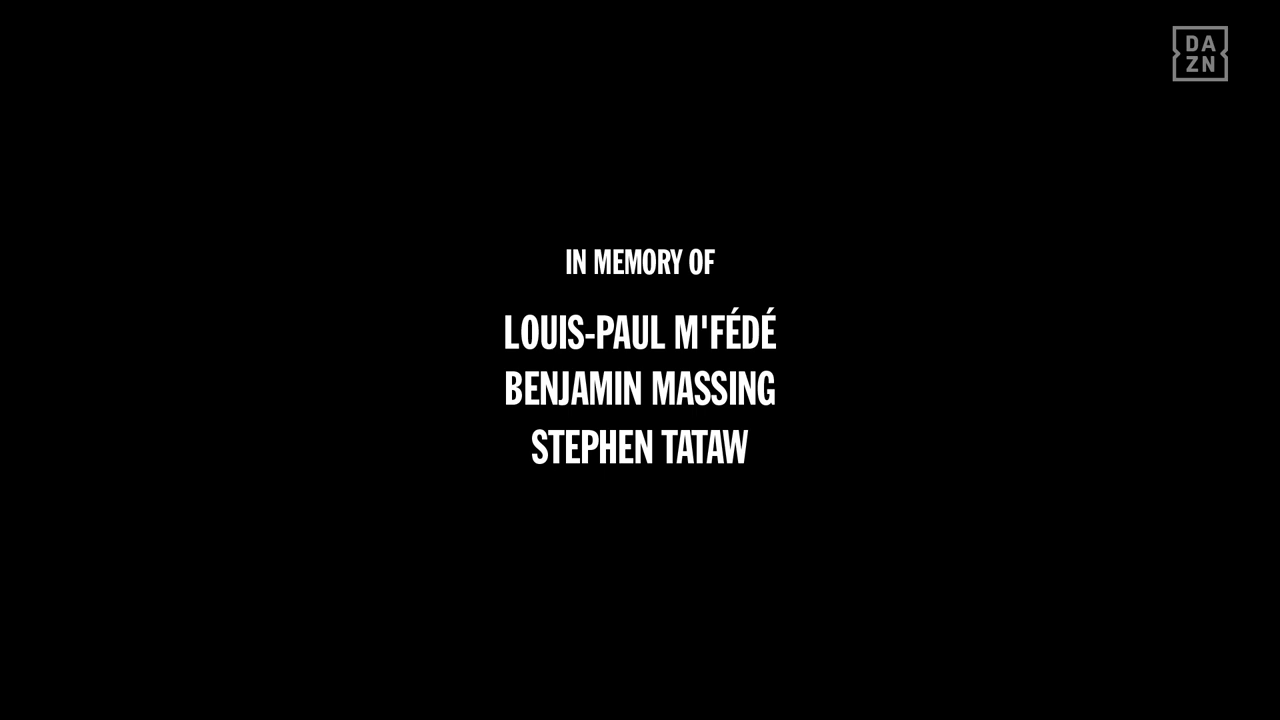 DA
ZN
IN MEMORY OF
LOUIS-PAUL M'FÉDÉ
BENJAMIN MASSING
STEPHEN TATAW